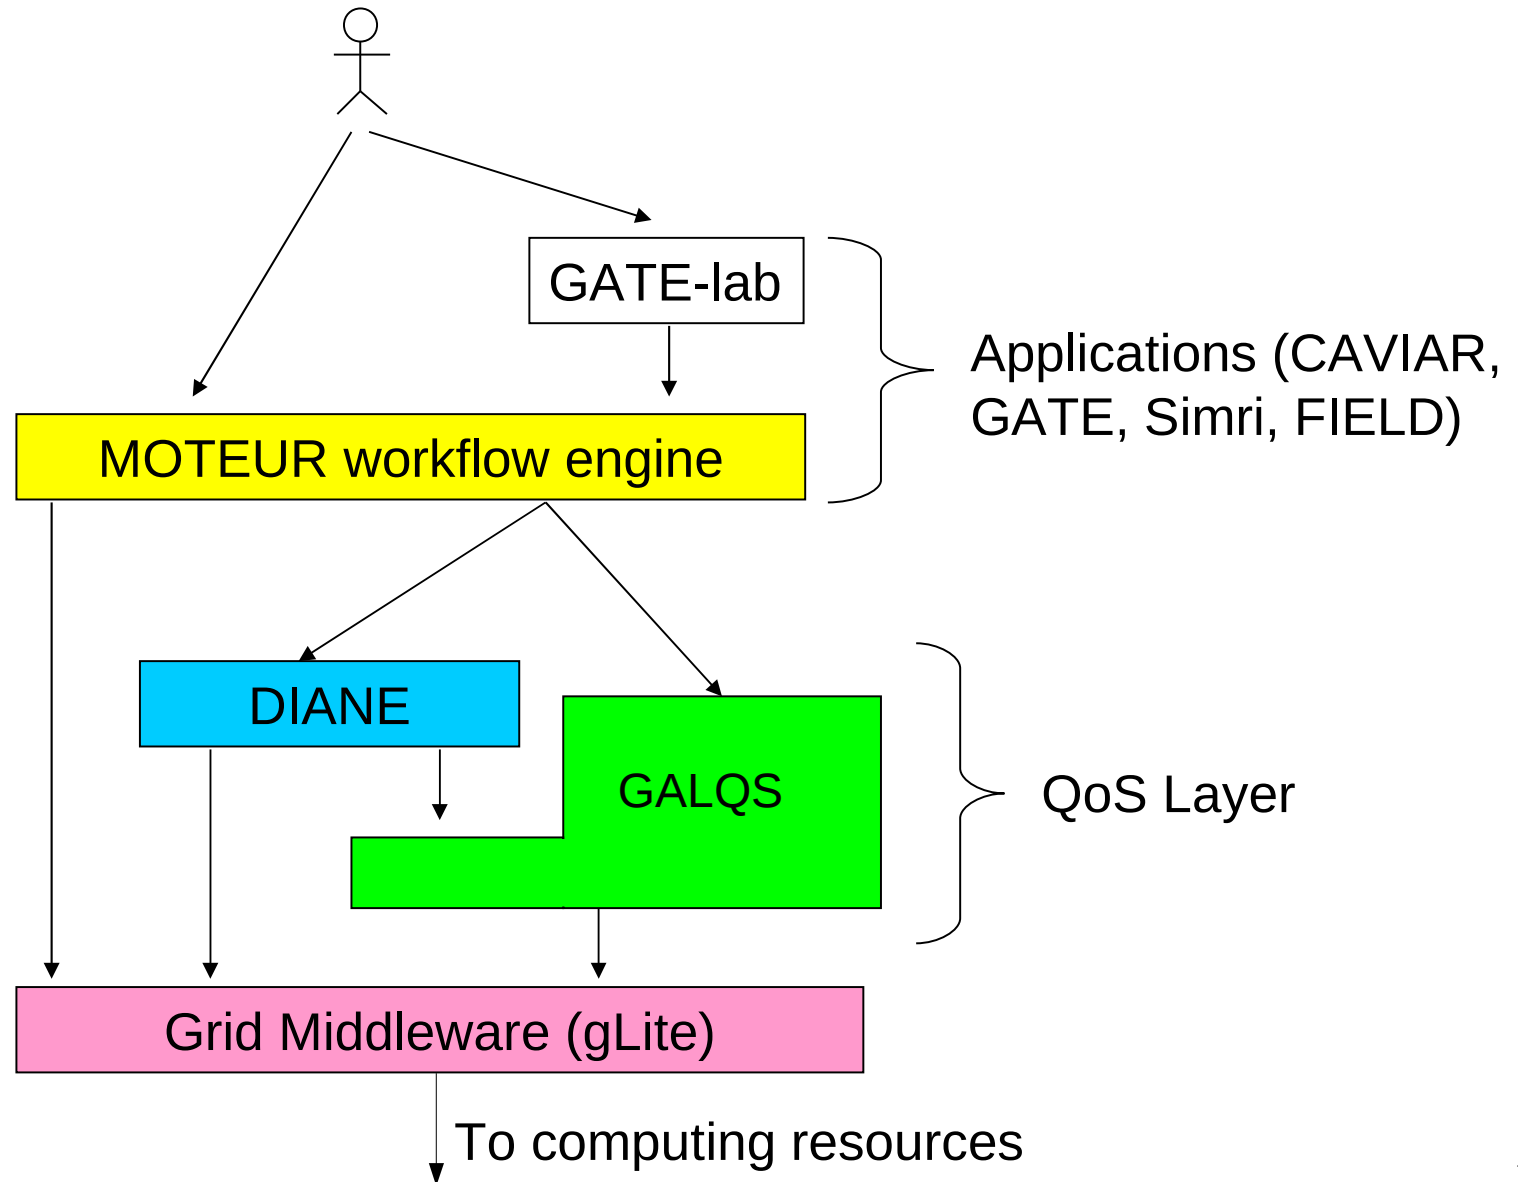 GATE-lab
Applications (CAVIAR,
GATE, Simri, FIELD)
MOTEUR workflow engine
DIANE
GALQS
QoS Layer
Grid Middleware (gLite)
To computing resources